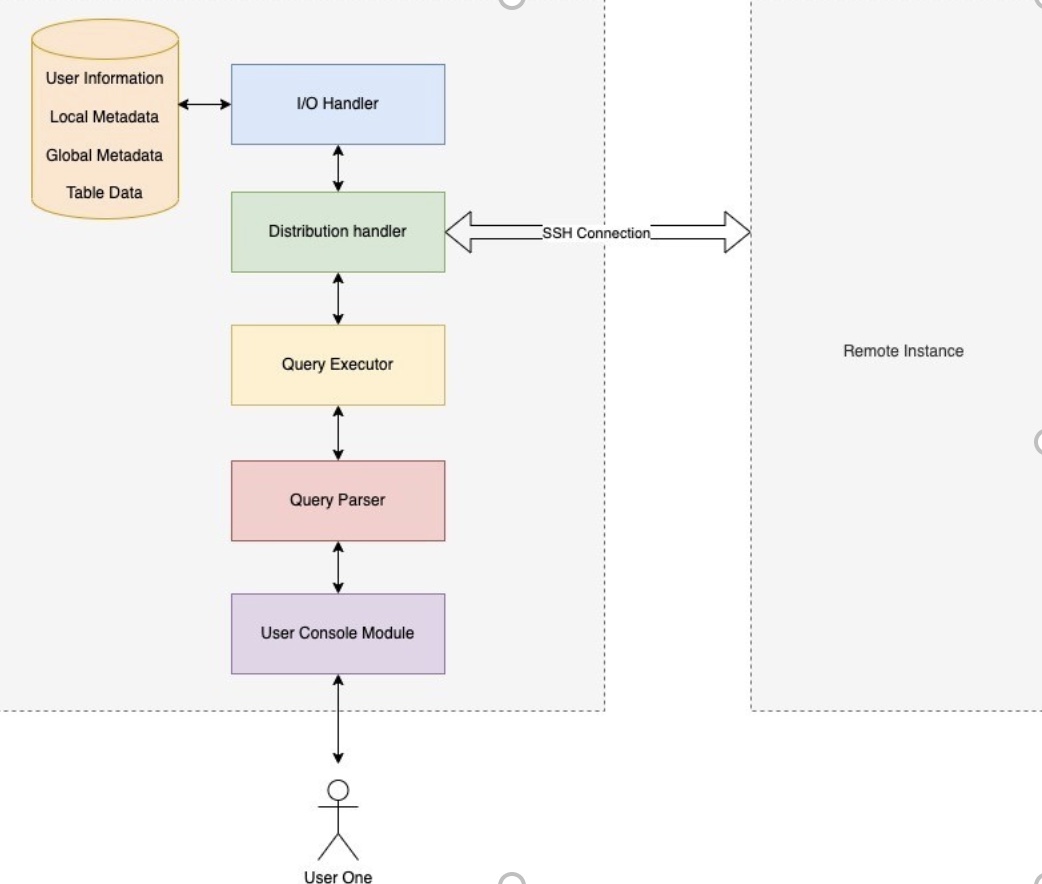 User Information
Local Metadata
Global Metadata
Table Data
I/O Handler
Distribution handler
SSH Connection
Remote Instance
Query Executor
Query Parser
User Console Module
User One